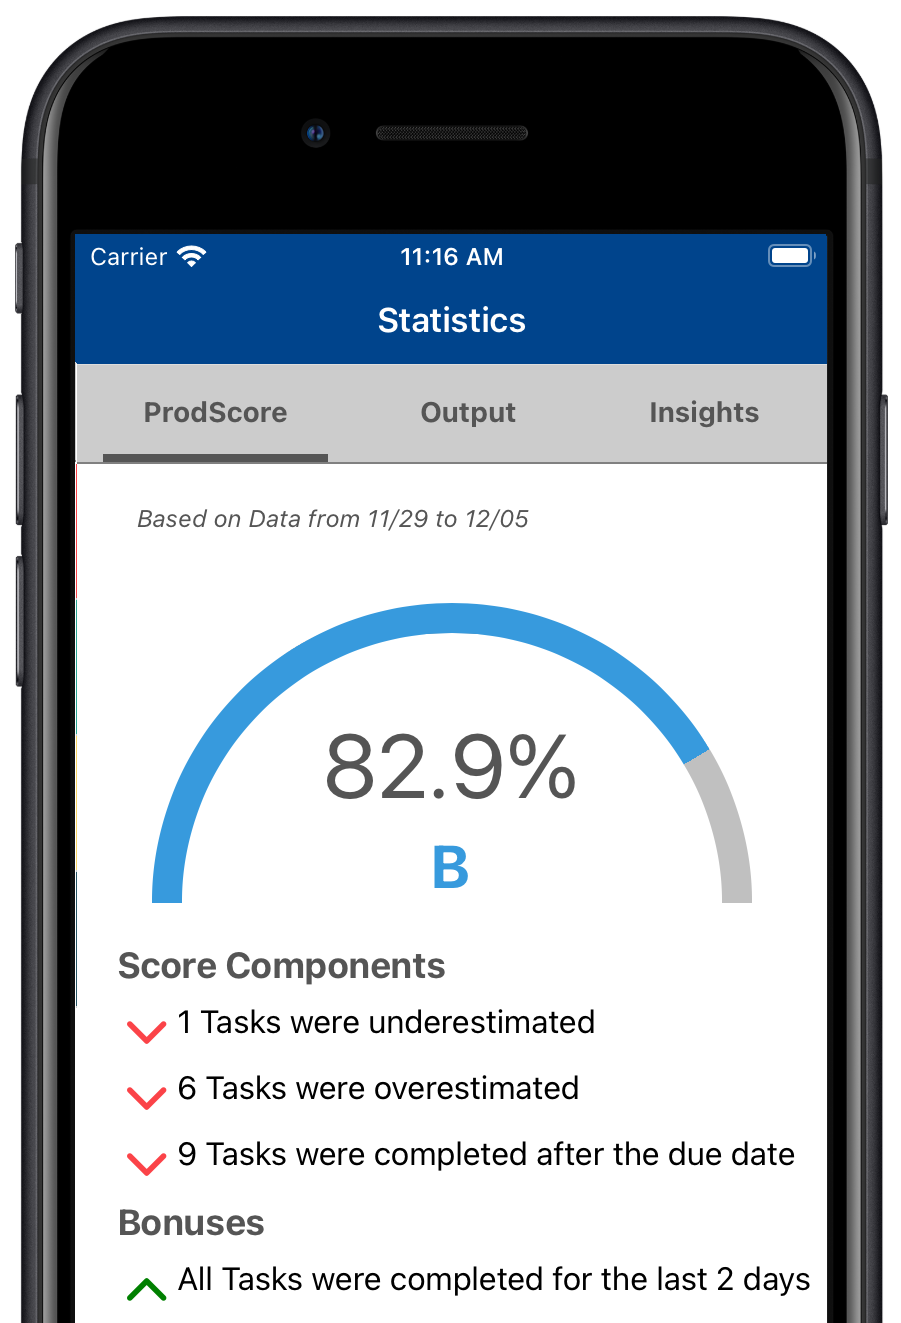 Carrier 11:16 AM
Statistics
ProdScore Output Insights
Based on Data from 11/29 to 12/05
82.9%
B
Score Components
1 Tasks were underestimated
6 Tasks were overestimated
9 Tasks were completed after the due date
Bonuses
All Tasks were completed for the last 2 days